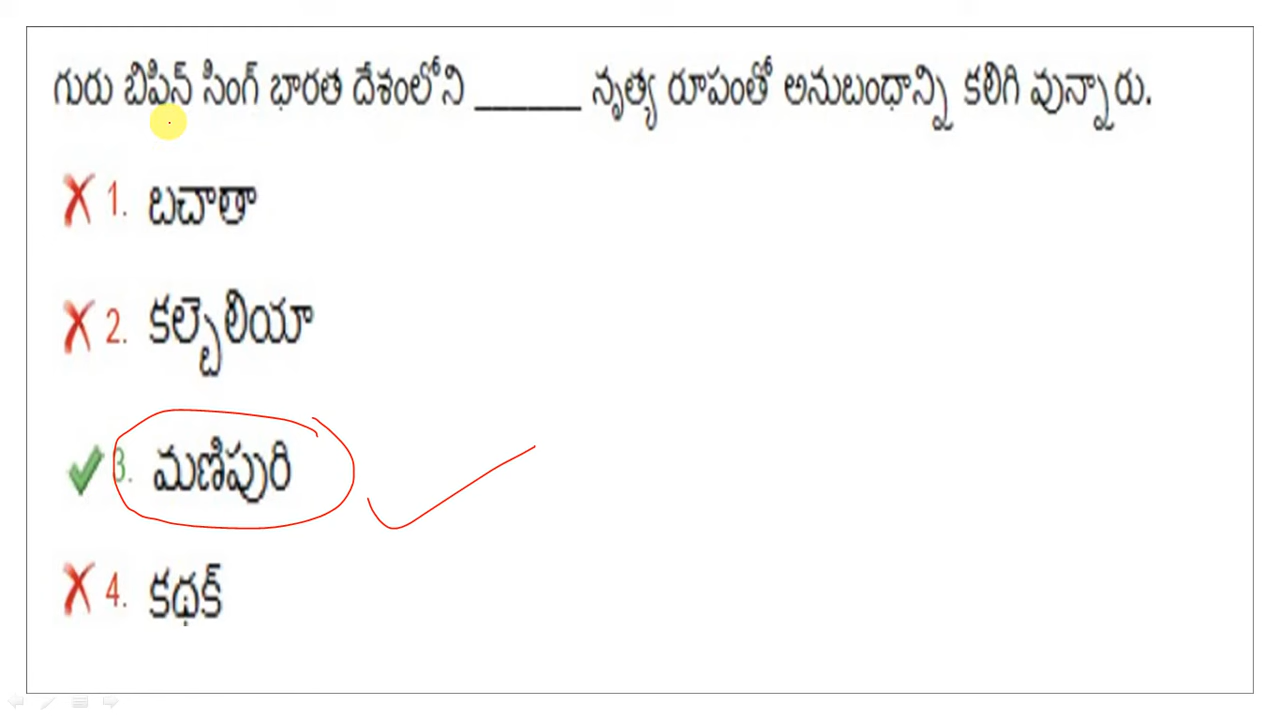 గురు బిపిన్ సింగ్ భారత దేశంలోని ______ నృత్య రూపంతో అనుబంధాన్ని కలిగి వున్నారు.
1. బచాతా
2. కల్బెలియా
3. మణిపురి
4. కథక్